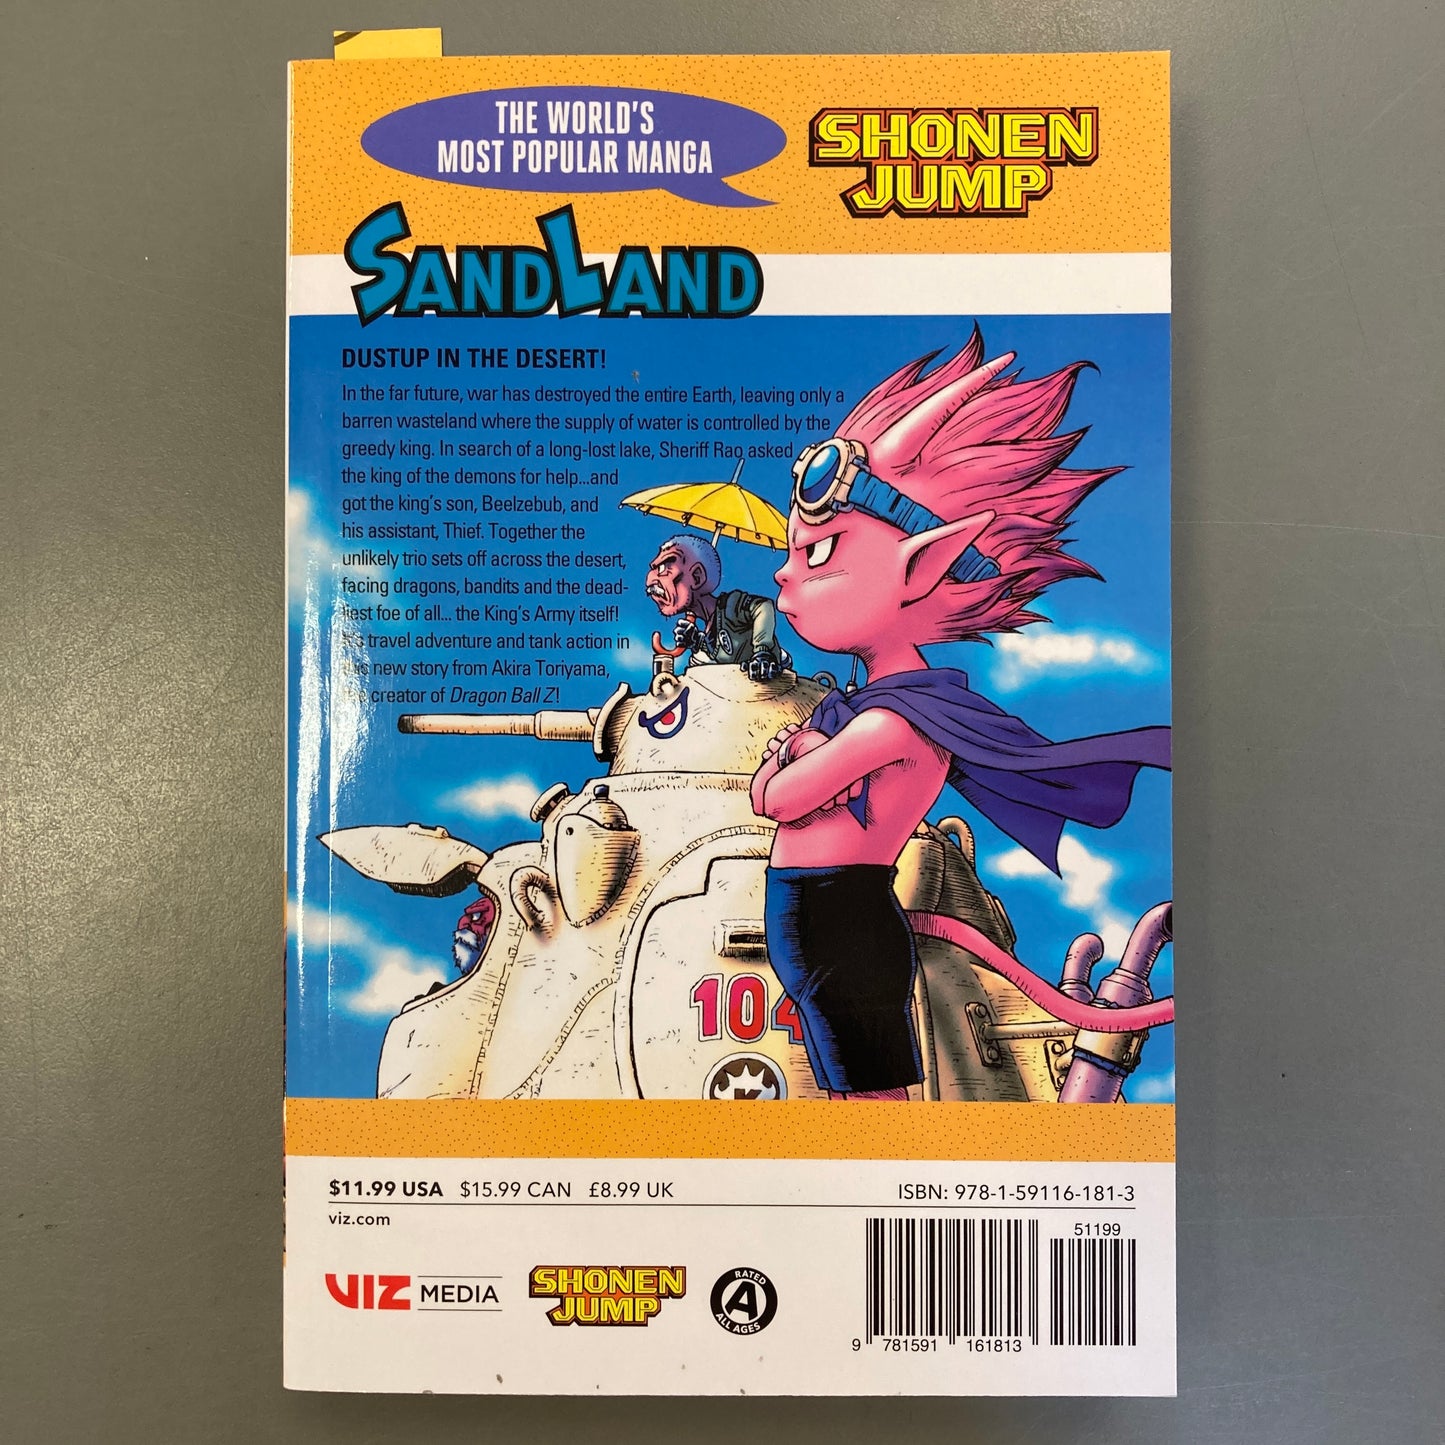 THE WORLD'S
MOST POPULAR MANGA
SHONEN
JUMP
SANDLAND
DUSTUP IN THE DESERT!
In the far future, war has destroyed the entire Earth, leaving only a
barren wasteland where the supply of water is controlled by the
greedy king. In search of a long-lost lake, Sheriff Rao asked
the king of the demons for help...and
got the king's son, Beelzebub, and
his assistant, Thief. Together the
unlikely trio sets off across the desert,
facing dragons, bandits and the dead-
liest foe of all... the King's Army itself!
It's travel adventure and tank action in
this new story from Akira Toriyama,
the creator of Dragon Ball Z!
104
K
$11.99 USA $15.99 CAN £8.99 UK
ISBN: 978-1-59116-181-3
viz.com
51199
VIZ MEDIA
SHONEN
JUMP
RATED
A
ALL AGES
9 781591 161813